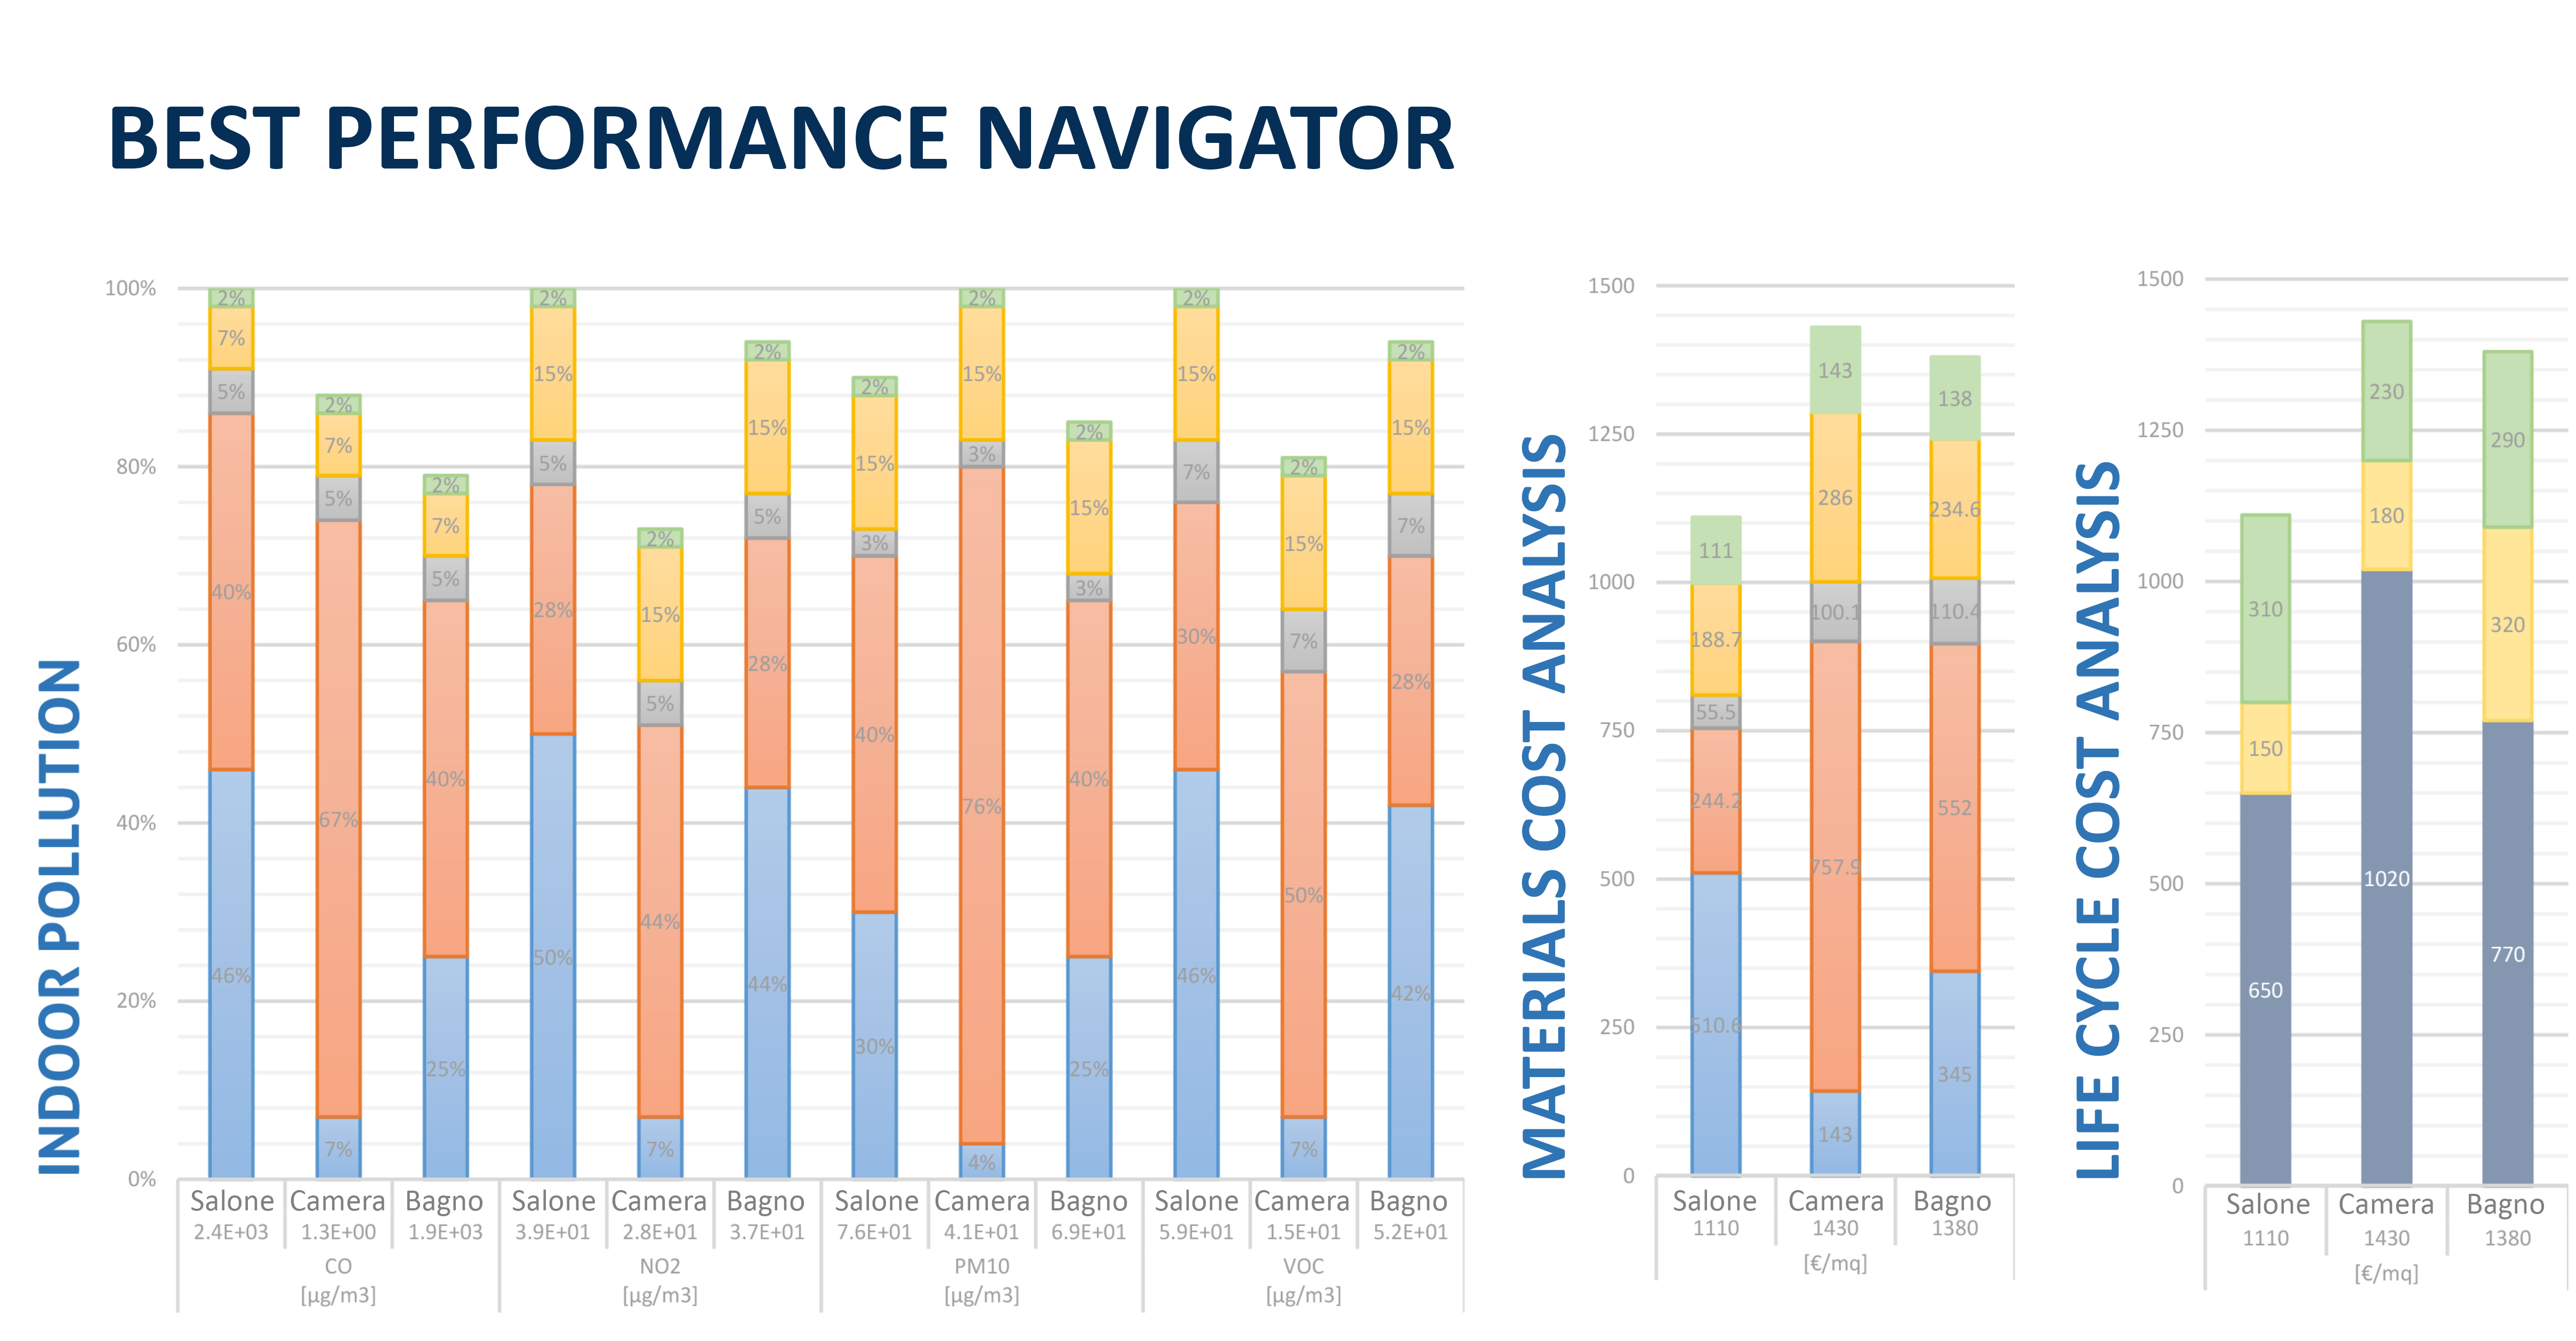 BEST PERFORMANCE NAVIGATOR
INDOOR POLLUTION
100%
80%
60%
40%
20%
0%
2% 2% 2% 2% 2% 2% 2% 2% 2% 2% 2% 2%
7% 7% 7% 15% 15% 15% 15% 15% 15% 15% 15% 15%
5% 5% 5% 5% 5% 5% 3% 3% 3% 7% 7% 7%
40% 67% 40% 28% 44% 28% 40% 76% 40% 30% 50% 28%
46% 7% 25% 50% 7% 44% 30% 4% 25% 46% 7% 42%
Salone Camera Bagno Salone Camera Bagno Salone Camera Bagno Salone Camera Bagno
2.4E+03 1.3E+00 1.9E+03 3.9E+01 2.8E+01 3.7E+01 7.6E+01 4.1E+01 6.9E+01 5.9E+01 1.5E+01 5.2E+01
CO NO2 PM10 VOC
[µg/m3] [µg/m3] [µg/m3] [µg/m3]
MATERIALS COST ANALYSIS
1500
1250
1000
750
500
250
0
111 143 138
188.7 286 234.6
55.5 100.1 110.4
244.2 757.9 552
510.6 143 345
Salone Camera Bagno
1110 1430 1380
[€/mq]
LIFE CYCLE COST ANALYSIS
1500
1250
1000
750
500
250
0
310 230 290
150 180 320
650 1020 770
Salone Camera Bagno
1110 1430 1380
[€/mq]